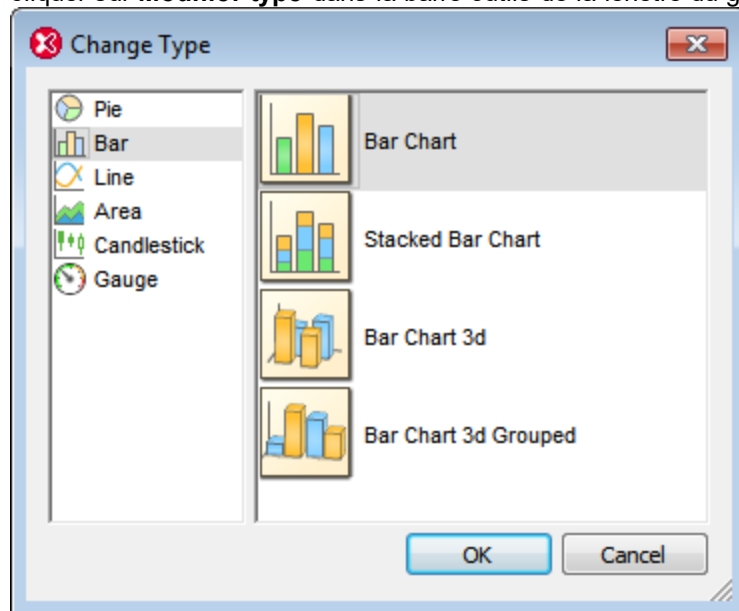 Change Type
Pie
Bar
Line
Area
Candlestick
Gauge
Bar Chart
Stacked Bar Chart
Bar Chart 3d
Bar Chart 3d Grouped
OK
Cancel